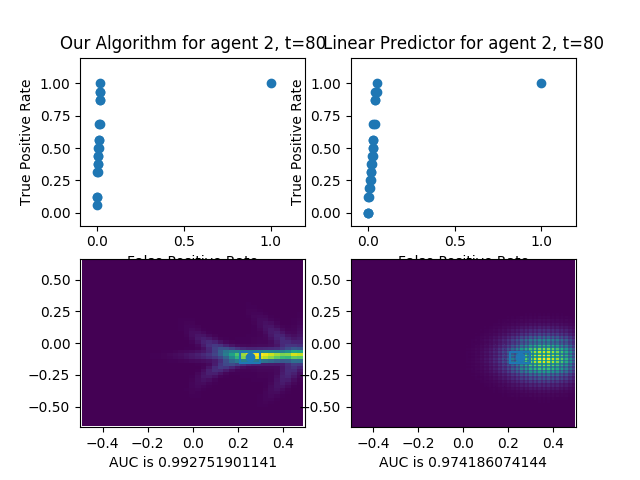 Our Algorithm for agent 2, t=80
Linear Predictor for agent 2, t=80
True Positive Rate
1.00
0.75
0.50
0.25
0.00
0.0 0.5 1.0
False Positive Rate
True Positive Rate
1.00
0.75
0.50
0.25
0.00
0.0 0.5 1.0
False Positive Rate
0.50
0.25
0.00
−0.25
−0.50
−0.4 −0.2 0.0 0.2 0.4
AUC is 0.992751901141
0.50
0.25
0.00
−0.25
−0.50
−0.4 −0.2 0.0 0.2 0.4
AUC is 0.974186074144